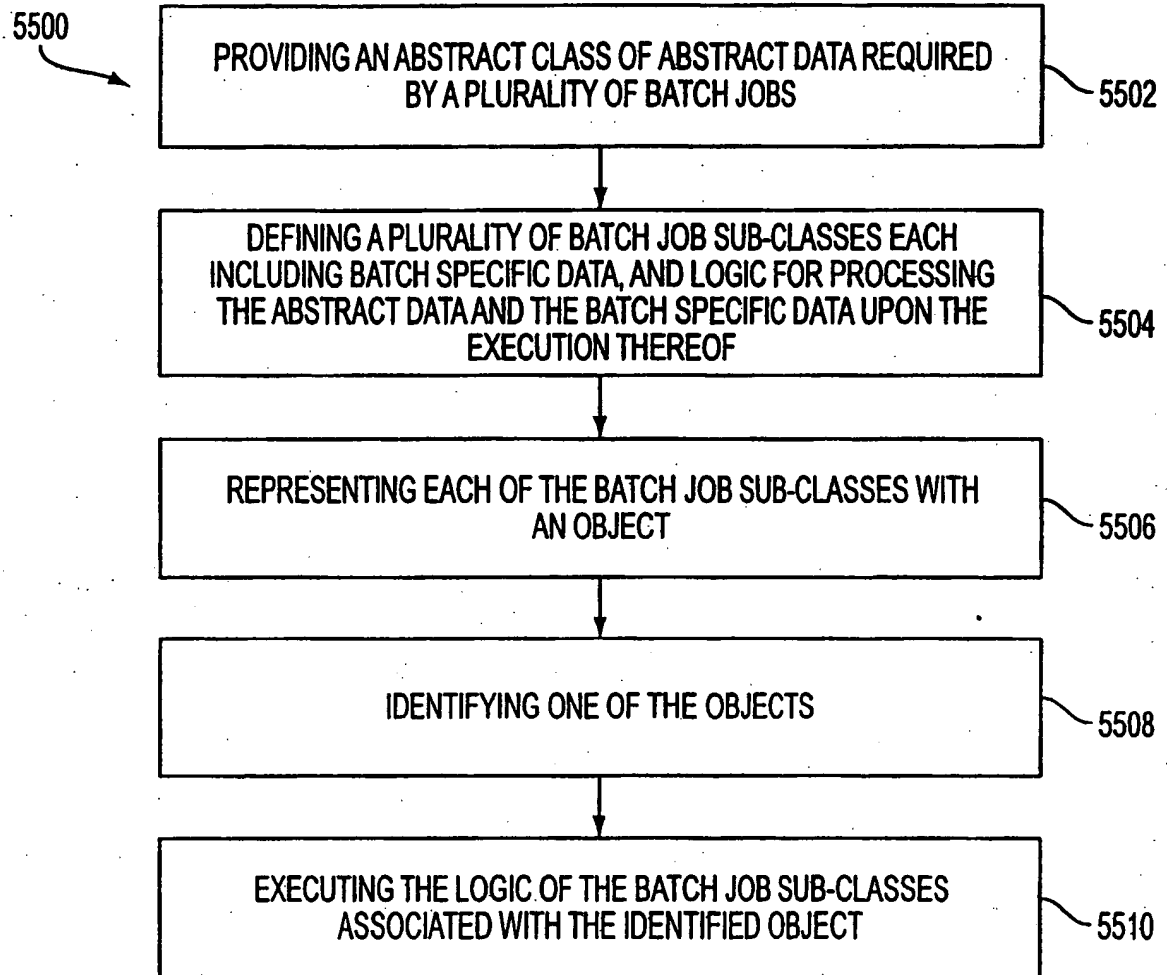 5500
PROVIDING AN ABSTRACT CLASS OF ABSTRACT DATA REQUIRED
BY A PLURALITY OF BATCH JOBS
5502
DEFINING A PLURALITY OF BATCH JOB SUB-CLASSES EACH
INCLUDING BATCH SPECIFIC DATA, AND LOGIC FOR PROCESSING
THE ABSTRACT DATA AND THE BATCH SPECIFIC DATA UPON THE
EXECUTION THEREOF
5504
REPRESENTING EACH OF THE BATCH JOB SUB-CLASSES WITH
AN OBJECT
5506
IDENTIFYING ONE OF THE OBJECTS
5508
EXECUTING THE LOGIC OF THE BATCH JOB SUB-CLASSES
ASSOCIATED WITH THE IDENTIFIED OBJECT
5510